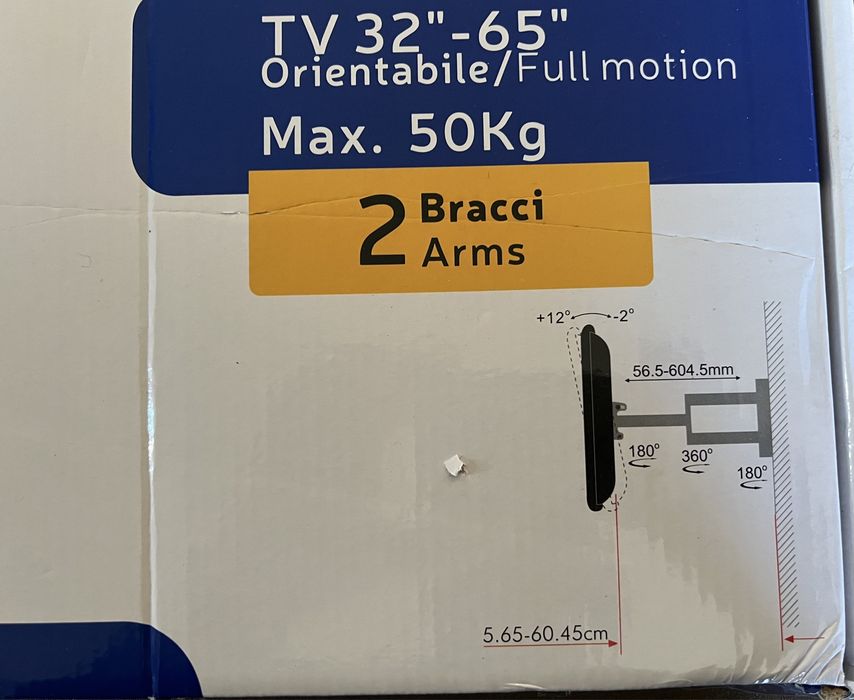 TV 32"-65"
Orientabile/Full motion
Max. 50Kg
2 Bracci
Arms
+12° -2°
56.5-604.5mm
180° 360° 180°
5.65-60.45cm